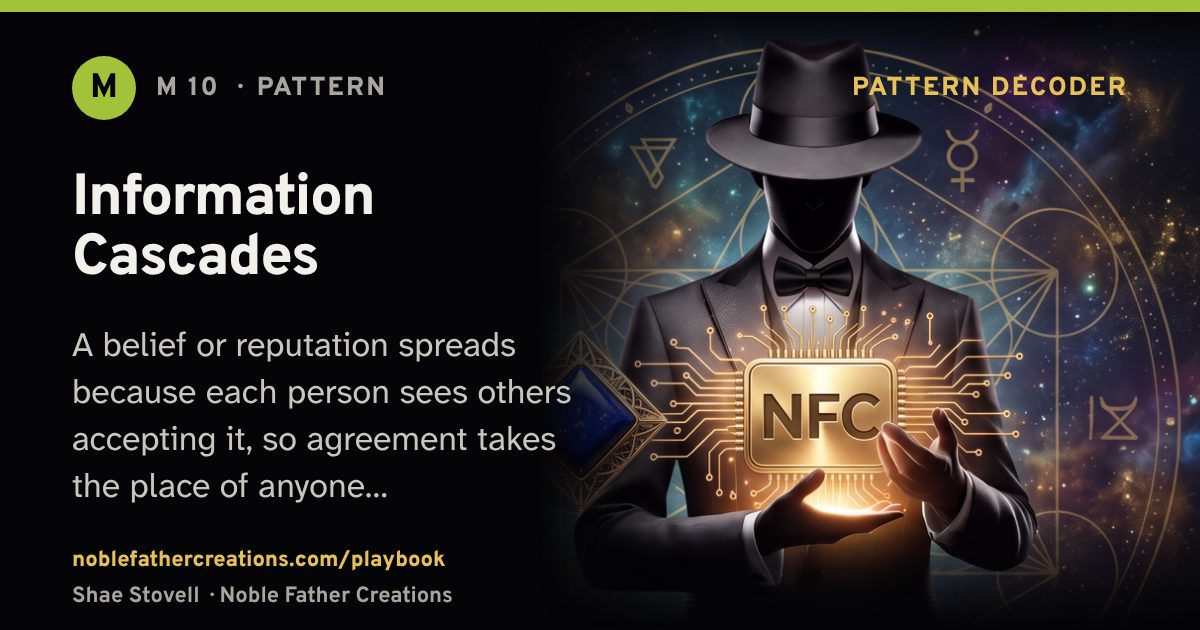 M
M 10 · PATTERN
PATTERN DECODER
Information
Cascades
A belief or reputation spreads
because each person sees others
accepting it, so agreement takes
the place of anyone...
NFC
noblefathercreations.com/playbook
Shae Stovell · Noble Father Creations